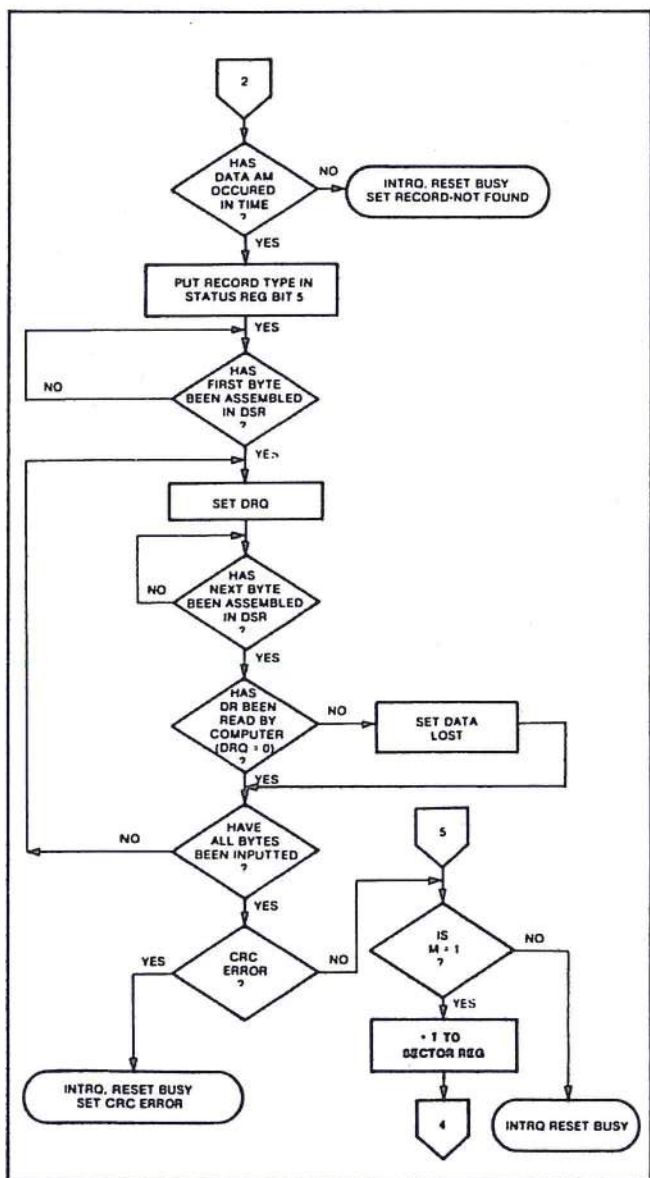 2
HAS
DATA AM
OCCURED
IN TIME
?
NO
INTRQ. RESET BUSY
SET RECORD-NOT FOUND
YES
PUT RECORD TYPE IN
STATUS REG BIT 5
YES
HAS
FIRST BYTE
BEEN ASSEMBLED
IN DSR
?
NO
YES
SET DRQ
HAS
NEXT BYTE
BEEN ASSEMBLED
IN DSR
?
NO
YES
HAS
DR BEEN
READ BY
COMPUTER
(DRQ = 0)
?
NO
SET DATA
LOST
YES
HAVE
ALL BYTES
BEEN INPUTTED
?
NO
YES
CRC
ERROR
?
YES
NO
INTRQ. RESET BUSY
SET CRC ERROR
5
IS
M = 1
?
NO
YES
+ 1 TO
SECTOR REG
4
INTRQ RESET BUSY